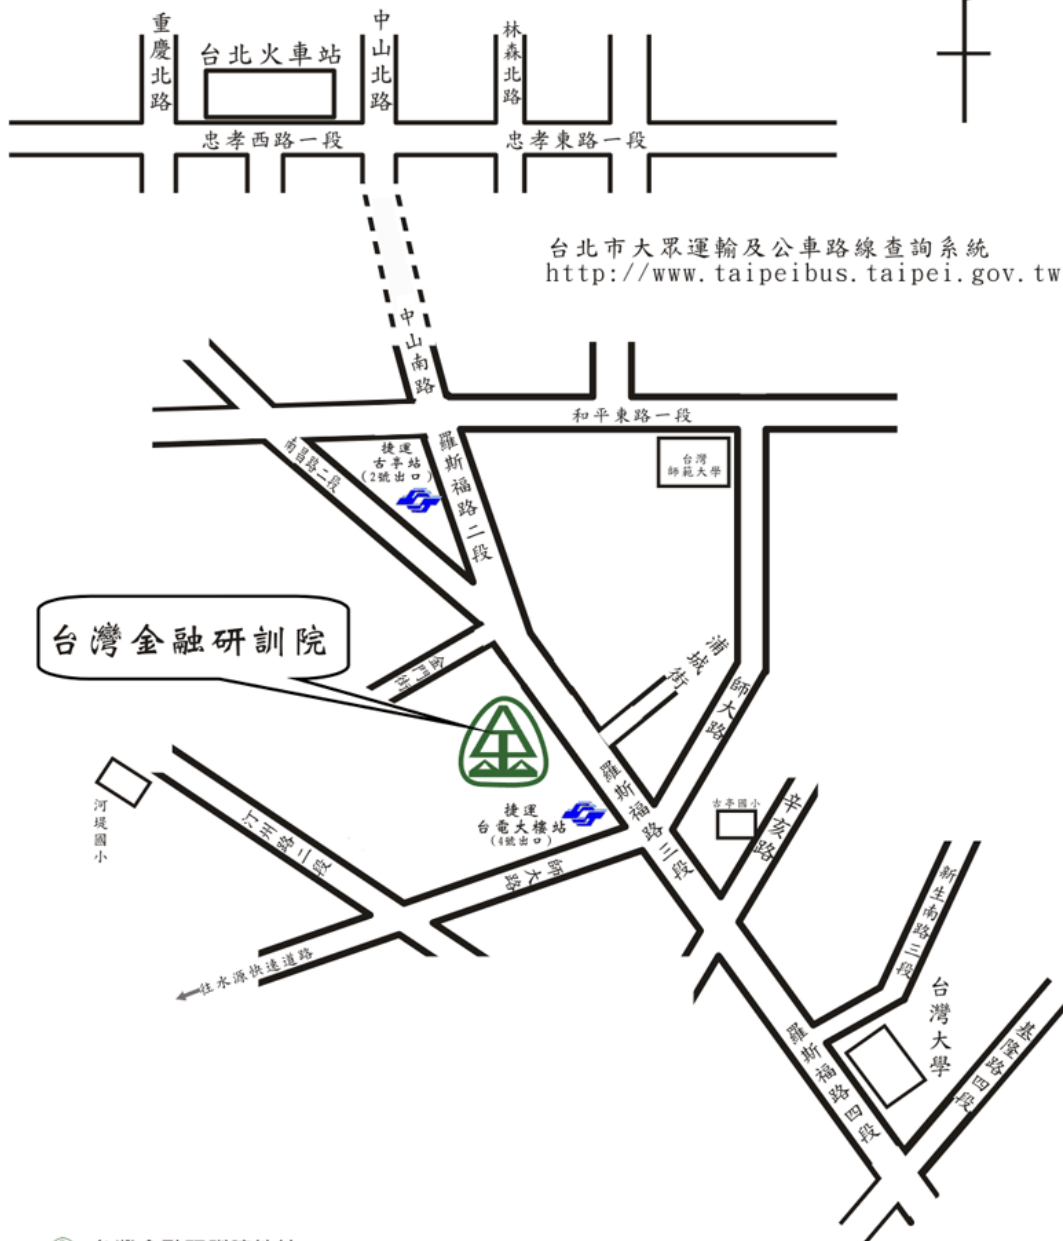 重慶北路
台北火車站
中山北路
林森北路
忠孝西路一段
忠孝東路一段
台北市大眾運輸及公車路線查詢系統
http://www.taipeibus.taipei.gov.tw
中山南路
和平東路一段
南昌路二段
捷運
古亭站
(2號出口)
羅斯福路二段
台灣
師範大學
台灣金融研訓院
金門街
浦城街
師大路
金
羅斯福路三段
捷運
台電大樓站
(4號出口)
古亭國小
辛亥路
河堤國小
汀州路二段
師大路
新生南路三段
往水源快速道路
台灣大學
羅斯福路四段
基隆路四段